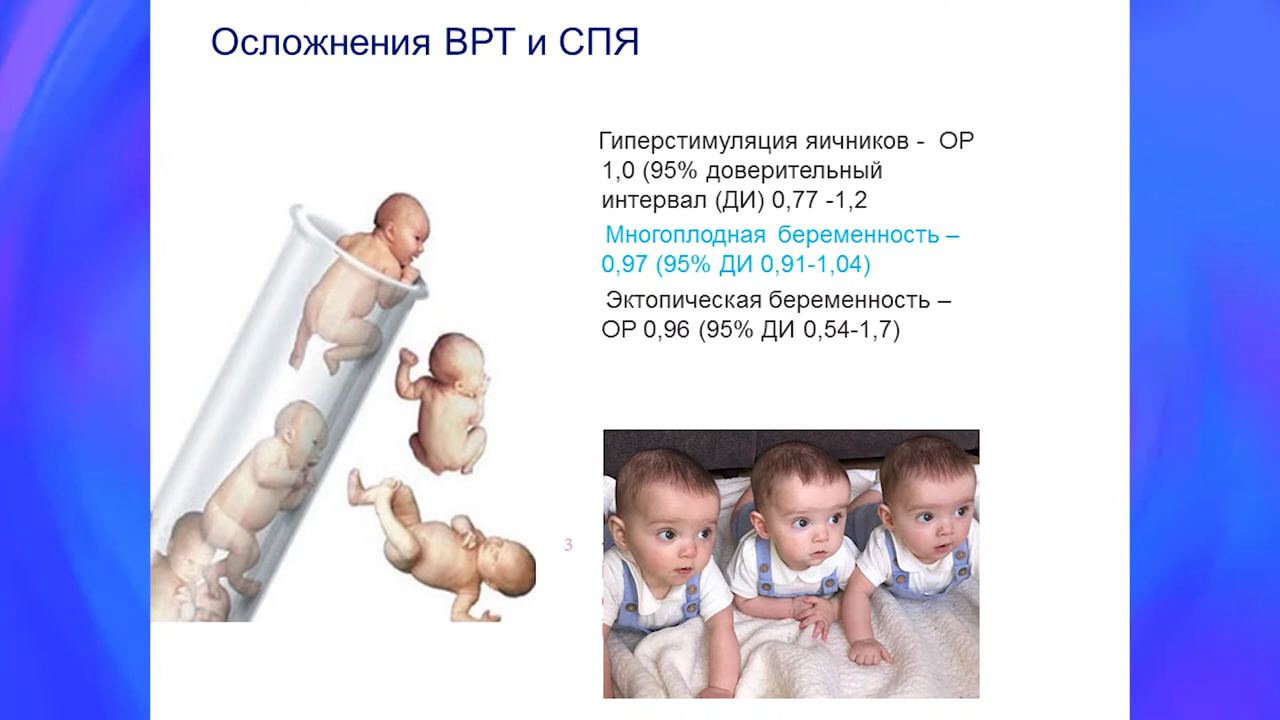 Осложнения ВРТ и СПЯ
Гиперстимуляция яичников - ОР
1,0 (95% доверительный
интервал (ДИ) 0,77 -1,2
Многоплодная беременность –
0,97 (95% ДИ 0,91-1,04)
Эктопическая беременность –
ОР 0,96 (95% ДИ 0,54-1,7)
3